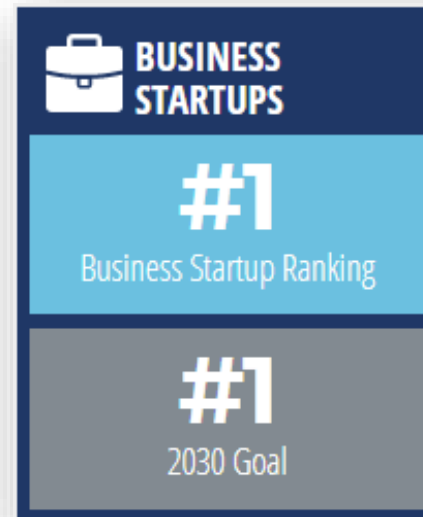 BUSINESS
STARTUPS
#1
Business Startup Ranking
#1
2030 Goal